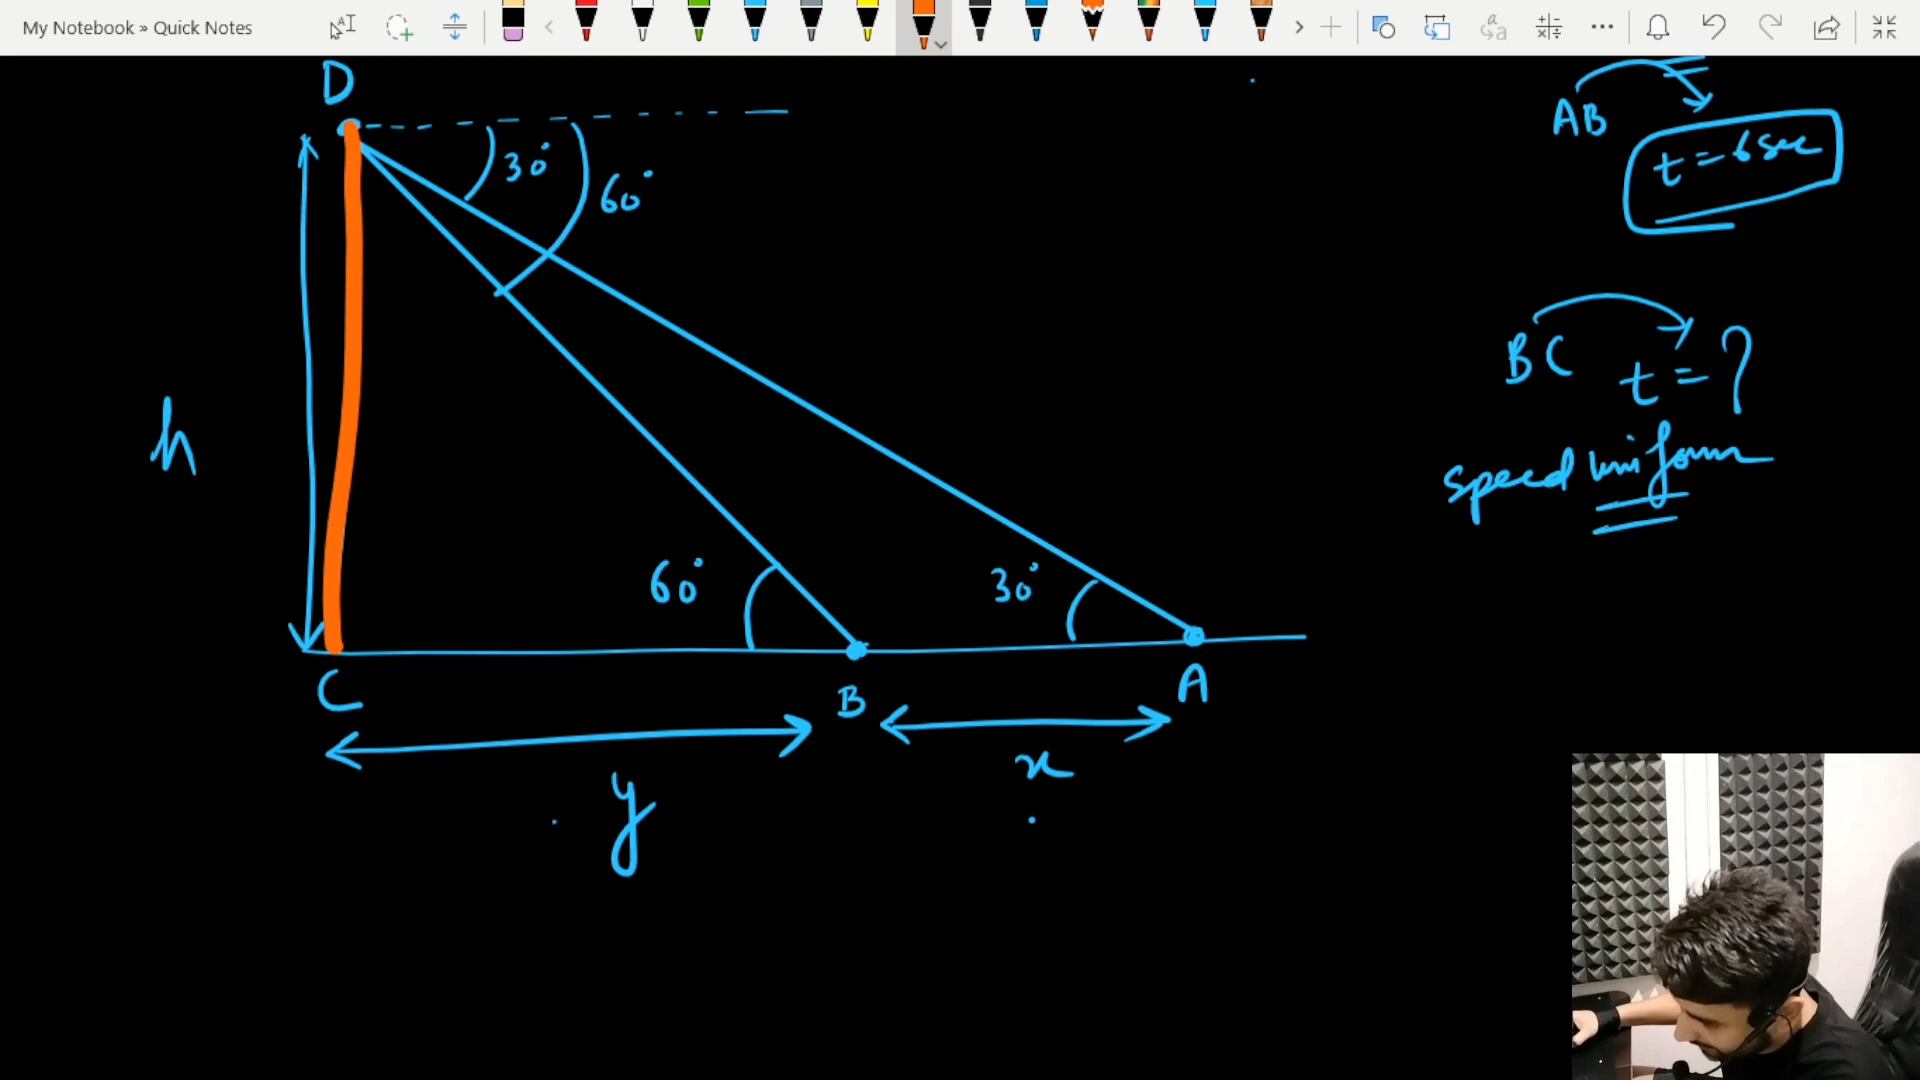 My Notebook » Quick Notes
D
30°
60°
AB
t = 6 sec
h
BC t = ?
speed uniform
60°
30°
C
B
A
y
x